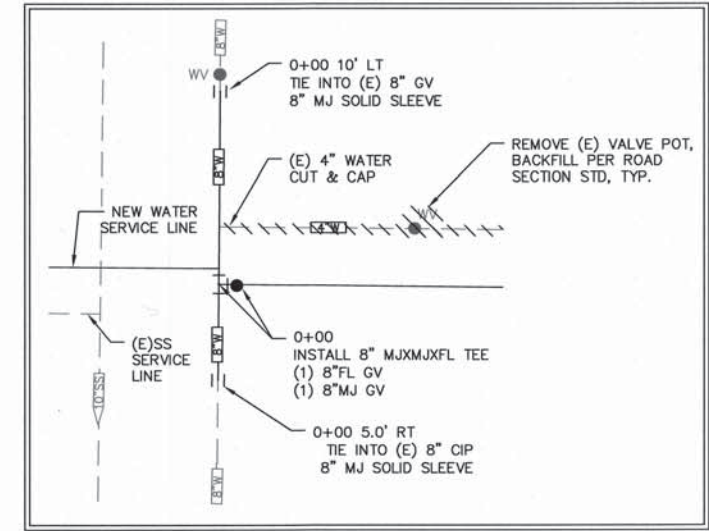 8"W
WV
0+00 10' LT
TIE INTO (E) 8" GV
8" MJ SOLID SLEEVE
8"W
(E) 4" WATER
CUT & CAP
REMOVE (E) VALVE POT,
BACKFILL PER ROAD
SECTION STD, TYP.
NEW WATER
SERVICE LINE
4"W
WV
(E)SS
SERVICE
LINE
10"SS
8"W
0+00
INSTALL 8" MJXMJXFL TEE
(1) 8"FL GV
(1) 8"MJ GV
0+00 5.0' RT
TIE INTO (E) 8" CIP
8" MJ SOLID SLEEVE
8"W